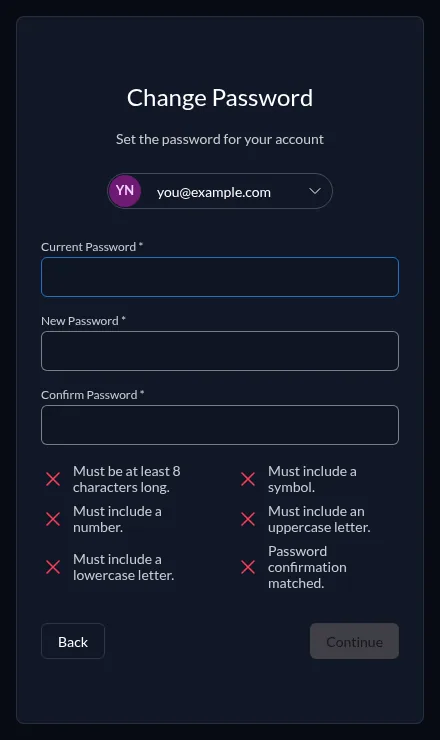 Change Password
Set the password for your account
YN you@example.com
Current Password *
New Password *
Confirm Password *
Must be at least 8
characters long.
Must include a
symbol.
Must include a
number.
Must include an
uppercase letter.
Must include a
lowercase letter.
Password
confirmation
matched.
Back
Continue